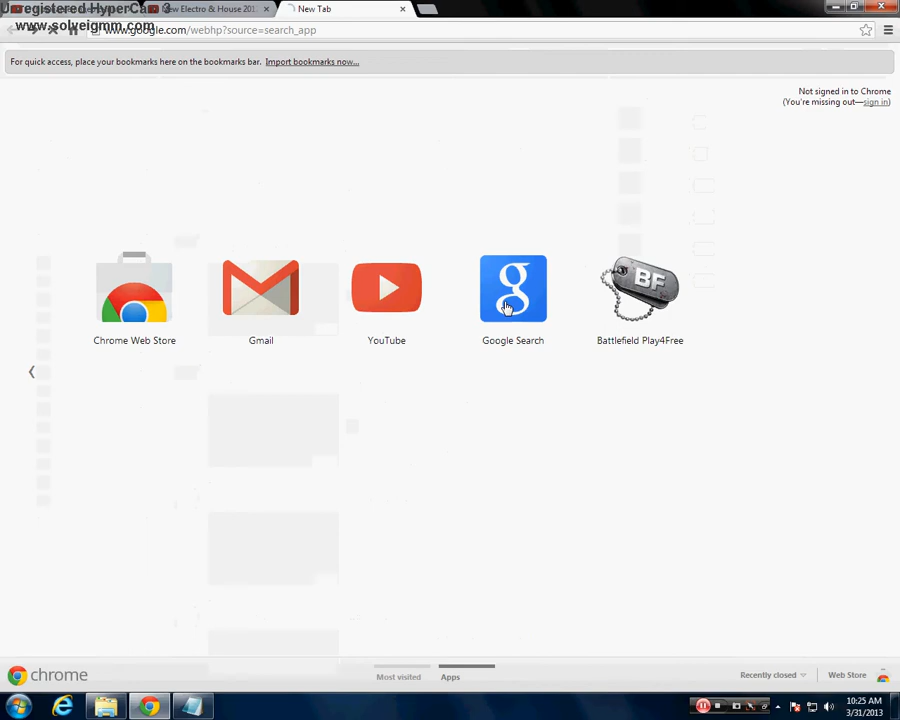 Unregistered HyperCam 3
www.solveigmm.com
New Electro & House 201
New Tab
www.google.com/webhp?source=search_app
For quick access, place your bookmarks here on the bookmarks bar. Import bookmarks now...
Not signed in to Chrome
(You're missing out—sign in)
BF
Chrome Web Store
Gmail
YouTube
Google Search
Battlefield Play4Free
chrome
Most visited
Apps
Recently closed
Web Store
10:25 AM
3/31/2013